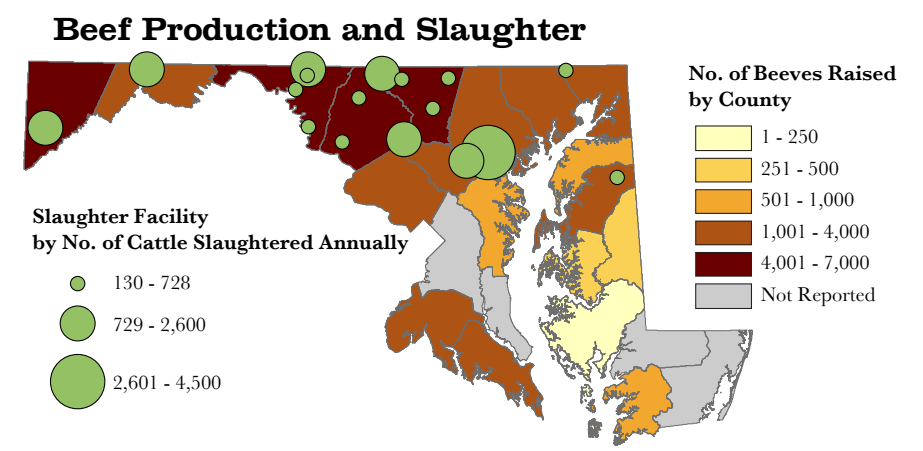 Beef Production and Slaughter
No. of Beeves Raised
by County
1 - 250
251 - 500
501 - 1,000
1,001 - 4,000
4,001 - 7,000
Not Reported
Slaughter Facility
by No. of Cattle Slaughtered Annually
130 - 728
729 - 2,600
2,601 - 4,500